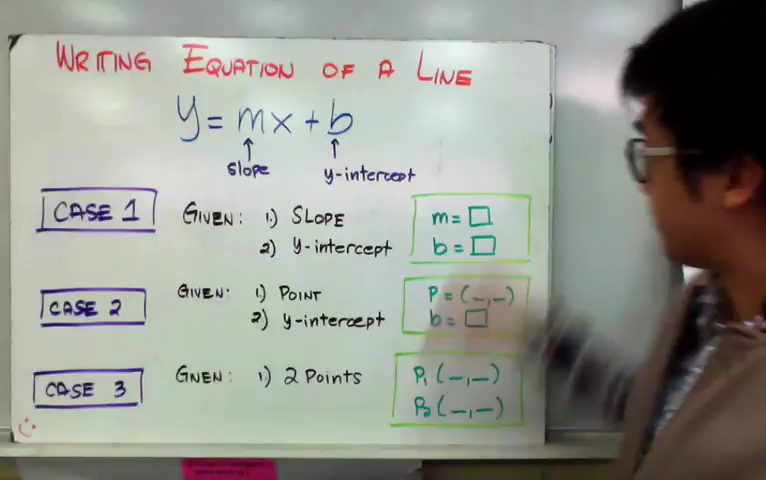 WRITING EQUATION OF A LINE
y = mx + b
↑ ↑
slope y-intercept
CASE 1 GIVEN: 1.) SLOPE m = □
2) y-intercept b = □
CASE 2 GIVEN: 1) POINT P = (_,_)
2) y-intercept b = □
CASE 3 GIVEN: 1) 2 Points P₁ (_,_)
P₂ (_,_)